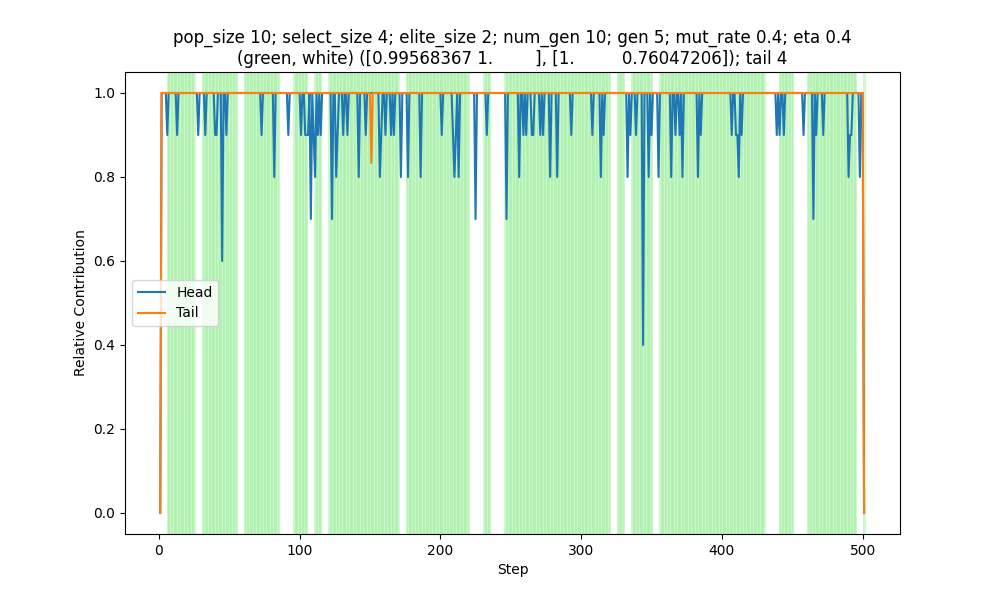 pop_size 10; select_size 4; elite_size 2; num_gen 10; gen 5; mut_rate 0.4; eta 0.4
(green, white) ([0.99568367 1.        ], [1.         0.76047206]); tail 4
1.0
0.8
0.6
0.4
0.2
0.0
Relative Contribution
Head
Tail
0 100 200 300 400 500
Step